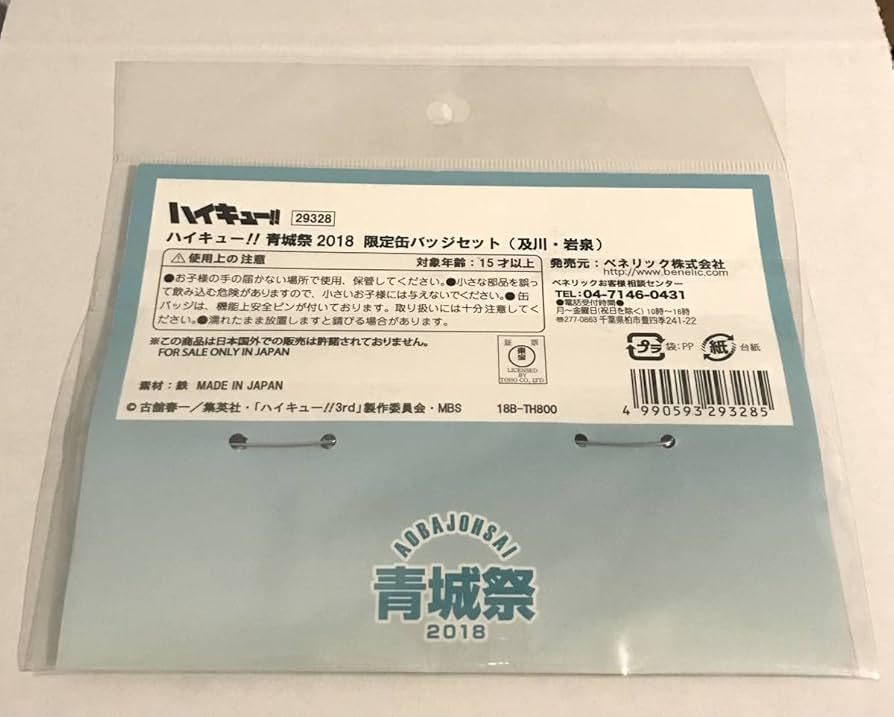 ハイキュー!! 29328
ハイキュー!! 青城祭 2018 限定缶バッジセット(及川・岩泉)
⚠使用上の注意 対象年齢:15才以上
●お子様の手の届かない場所で使用、保管してください。●小さな部品を誤っ
て飲み込む危険がありますので、小さいお子様には与えないでください。●缶
バッジは、機能上安全ピンが付いております。取り扱いには十分注意してく
ださい。●濡れたまま放置しますと錆びる場合があります。
発売元:ベネリック株式会社
http://www.benelic.com
ベネリックお客様相談センター
TEL:04-7146-0431
●電話受付時間●
月〜金曜日(祝日を除く)10時〜16時
〠277-0863 千葉県柏市豊四季241-22
※この商品は日本国外での販売は許諾されておりません。
FOR SALE ONLY IN JAPAN
証 票
東宝
LICENSED
BY
TOHO CO., LTD
プラ 袋:PP 紙 台紙
素材:鉄 MADE IN JAPAN
©古舘春一/集英社・「ハイキュー!!3rd」製作委員会・MBS 18B-TH800
4 990593 293285
AOBAJOHSAI
青城祭
2018